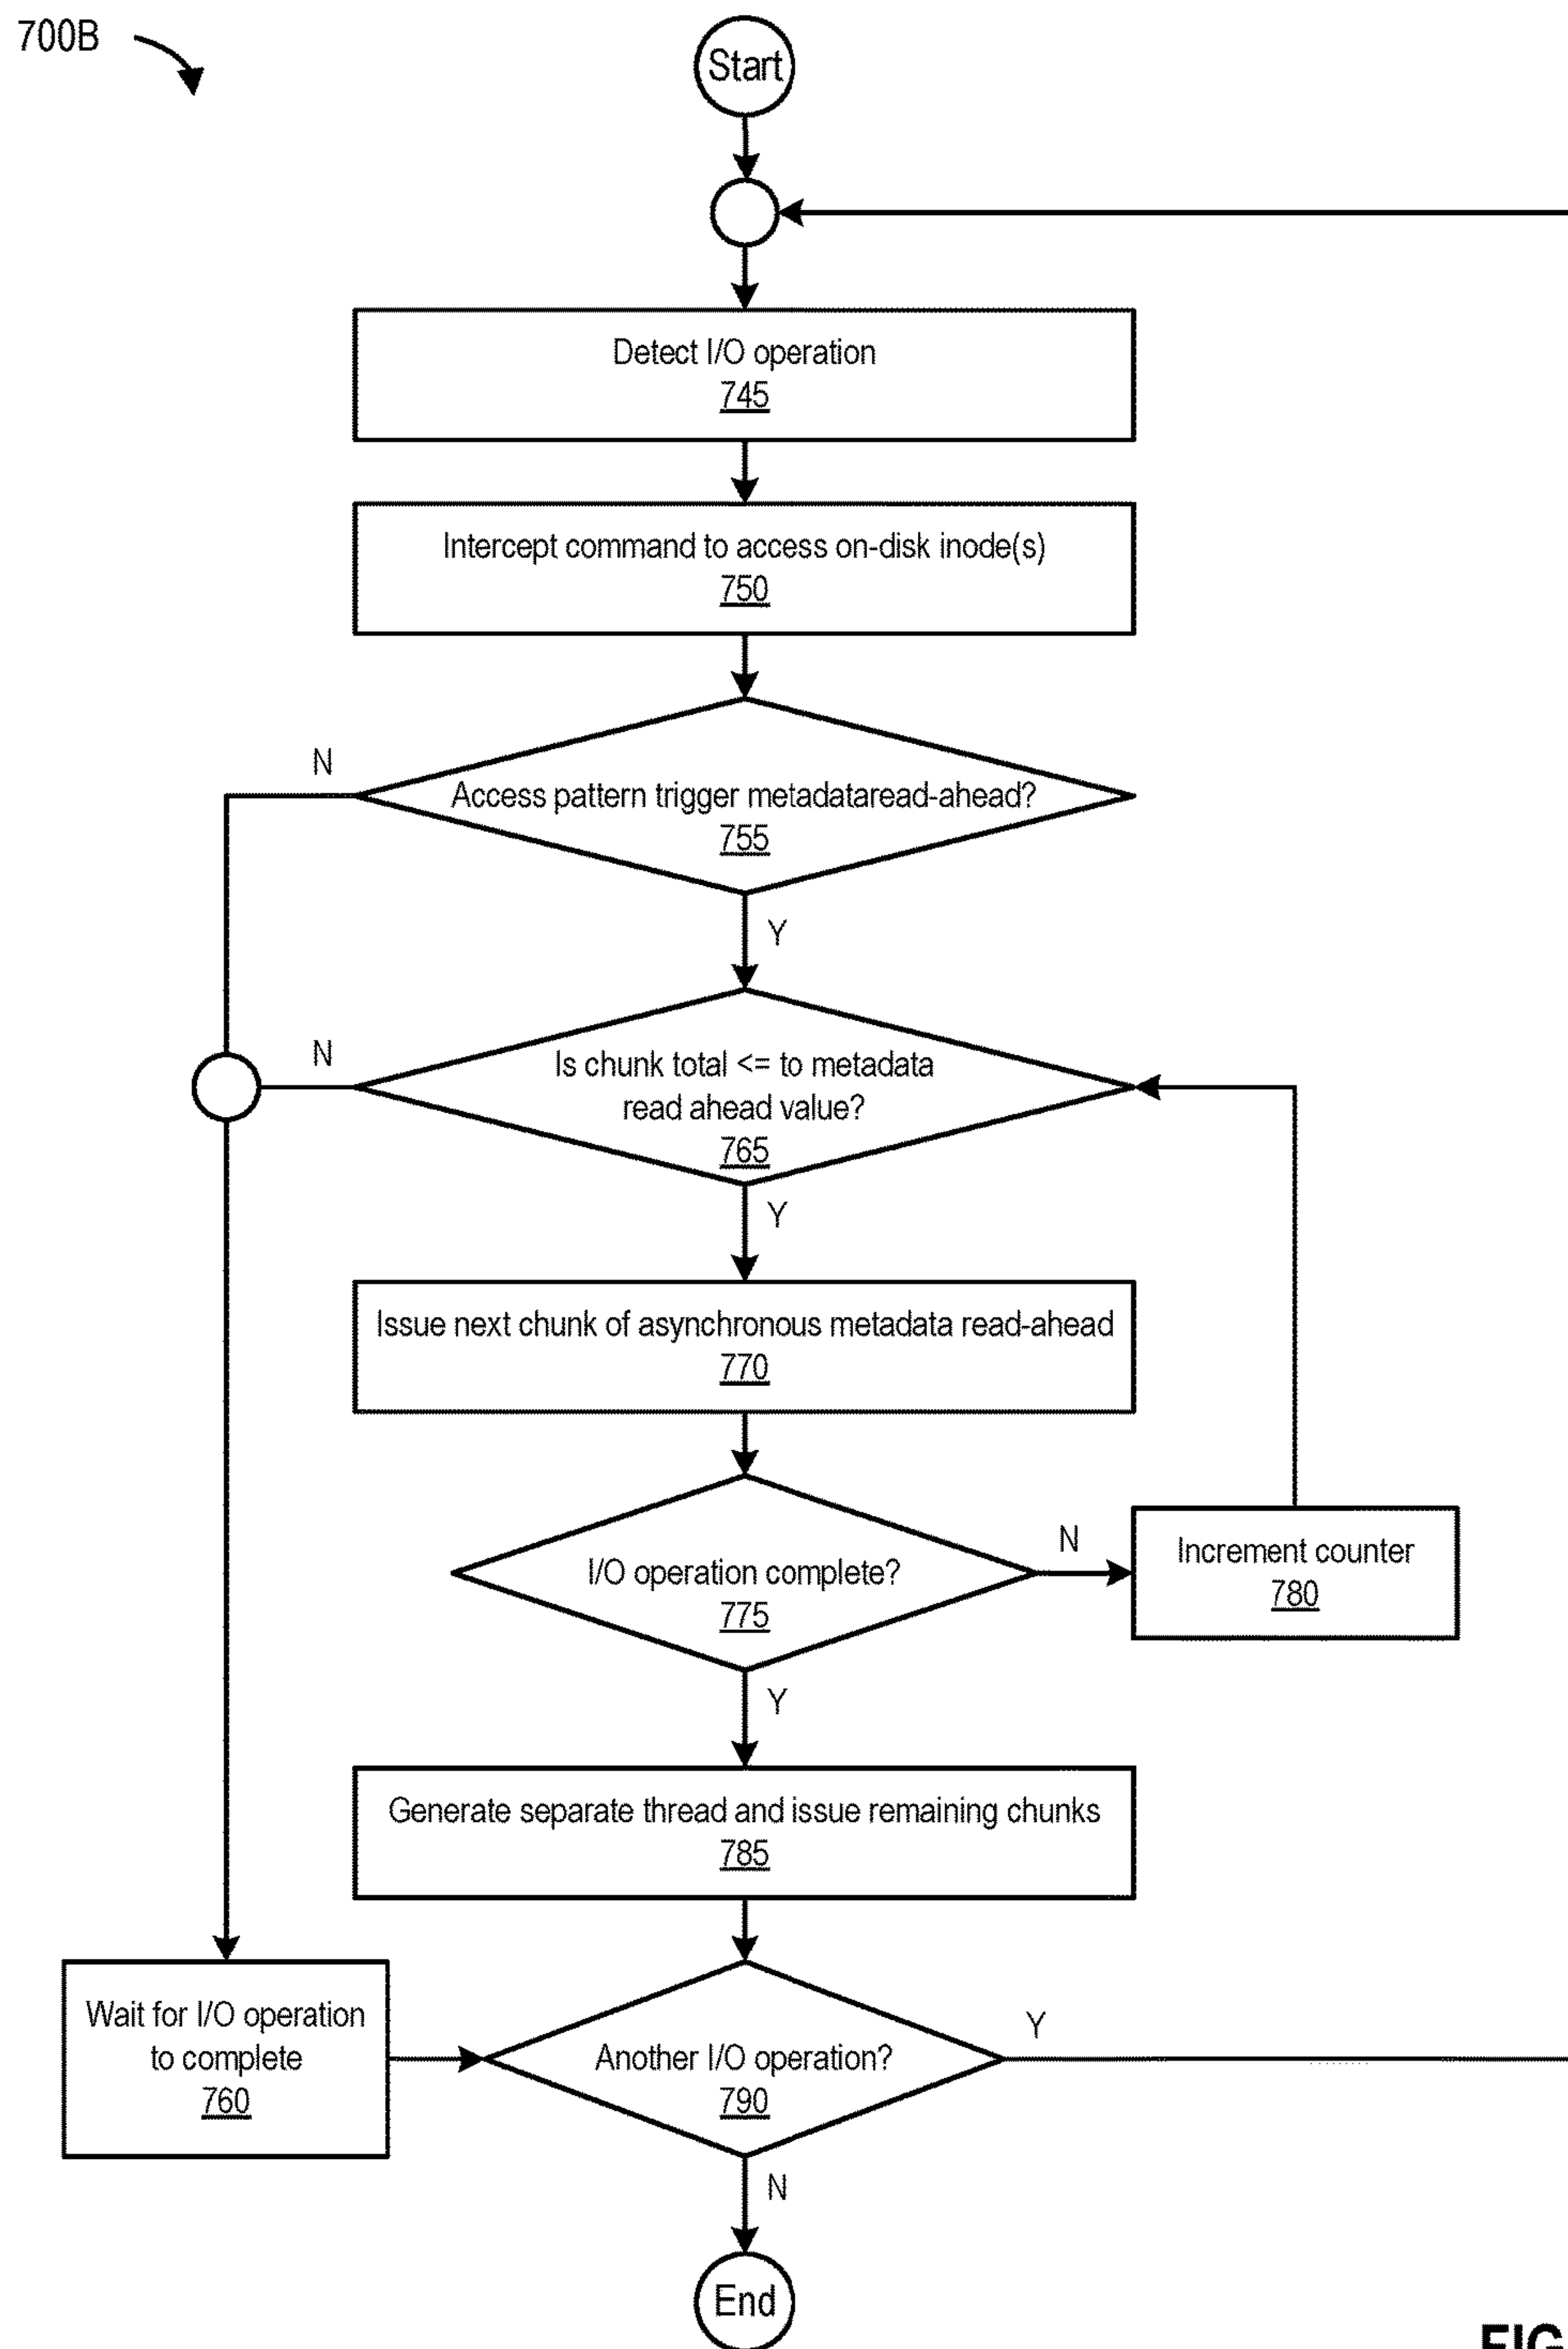 700B
Start
Detect I/O operation
745
Intercept command to access on-disk inode(s)
750
N
Access pattern trigger metadataread-ahead?
755
Y
N
Is chunk total <= to metadata
read ahead value?
765
Y
Issue next chunk of asynchronous metadata read-ahead
770
I/O operation complete?
775
N
Increment counter
780
Y
Generate separate thread and issue remaining chunks
785
Wait for I/O operation
to complete
760
Another I/O operation?
790
Y
N
End
FIG